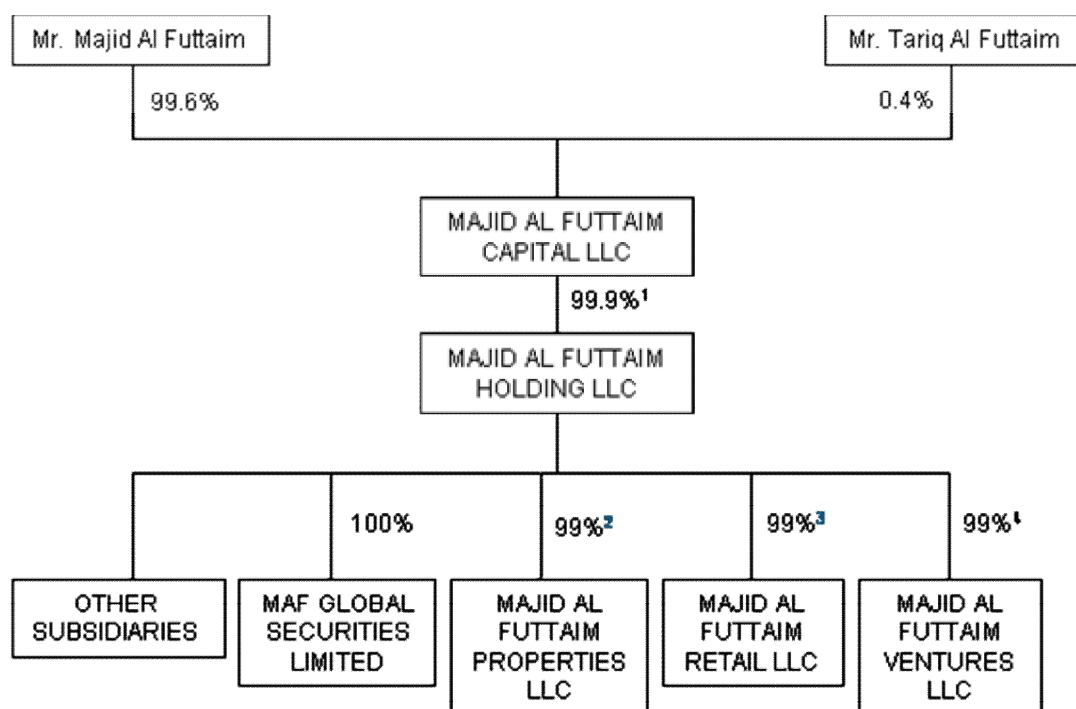 Mr. Majid Al Futtaim
Mr. Tariq Al Futtaim
99.6%
0.4%
MAJID AL FUTTAIM
CAPITAL LLC
99.9%¹
MAJID AL FUTTAIM
HOLDING LLC
100%
99%²
99%³
99%⁴
OTHER
SUBSIDIARIES
MAF GLOBAL
SECURITIES
LIMITED
MAJID AL
FUTTAIM
PROPERTIES
LLC
MAJID AL
FUTTAIM
RETAIL LLC
MAJID AL
FUTTAIM
VENTURES
LLC